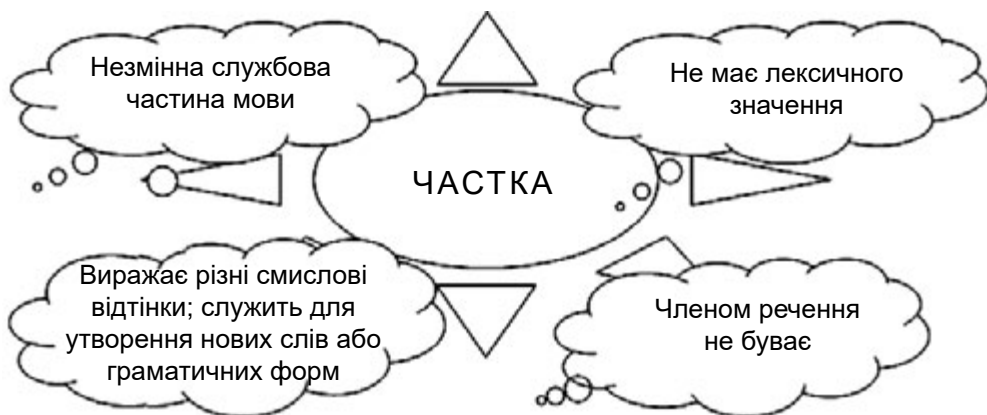 Незмінна службова
частина мови
Не має лексичного
значення
ЧАСТКА
Виражає різні смислові
відтінки; служить для
утворення нових слів або
граматичних форм
Членом речення
не буває